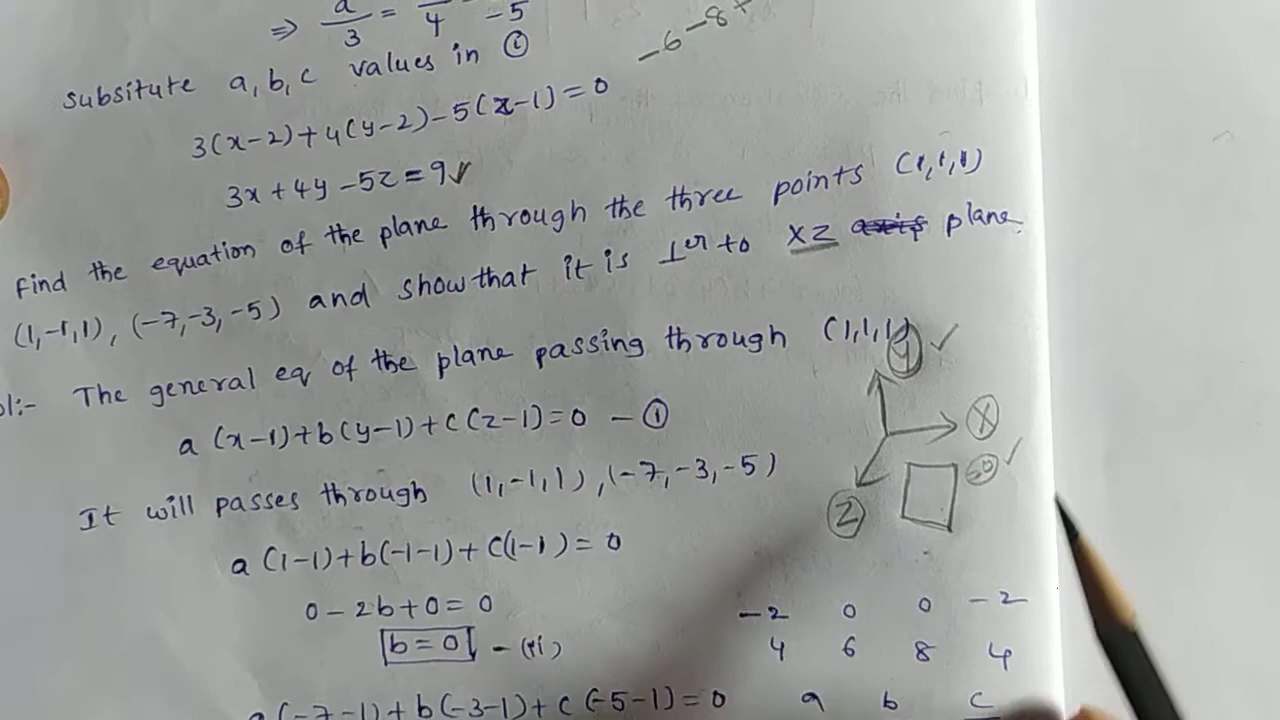 ⇒ a/3 = /4 -5
-6-8+
subsitute a,b,c values in ①
3(x-2)+4(y-2)-5(z-1)=0
3x+4y-5z=9✓
Find the equation of the plane through the three points (1,1,1)
(1,-1,1), (-7,-3,-5) and show that it is ⊥er to XZ plane.
ol:- The general eq of the plane passing through (1,1,1)
y ✓
a (x-1)+b(y-1)+c(z-1)=0 - ①
X
It will passes through (1,-1,1),(-7,-3,-5)
Z
a (1-1)+b(-1-1)+c(1-1)=0
0-2b+0=0
-2 0 0 -2
b=0 -(ii)
4 6 8 4
a(-7-1)+b(-3-1)+c(-5-1)=0
a b c